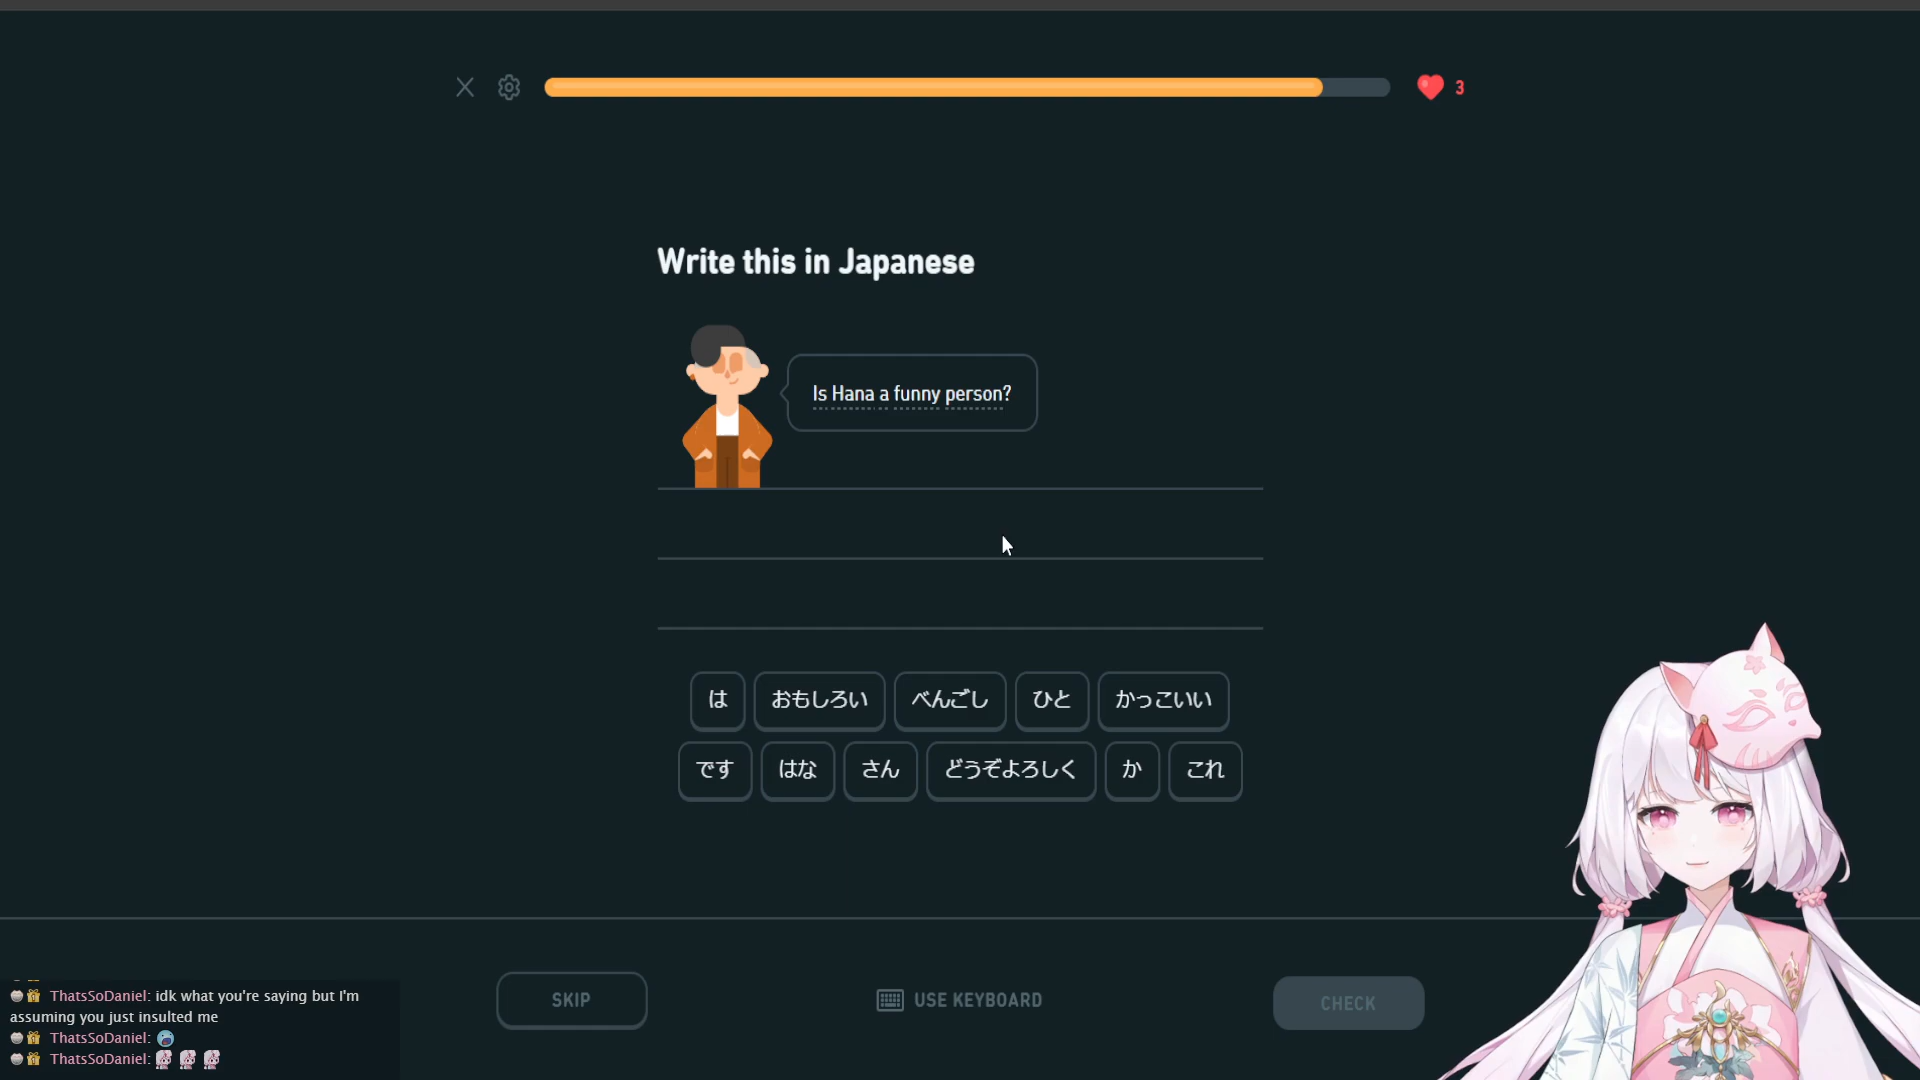 3
Write this in Japanese
Is Hana a funny person?
は おもしろい べんごし ひと かっこいい
です はな さん どうぞよろしく か これ
SKIP
USE KEYBOARD
CHECK
ThatsSoDaniel: idk what you're saying but I'm
assuming you just insulted me
ThatsSoDaniel:
ThatsSoDaniel: